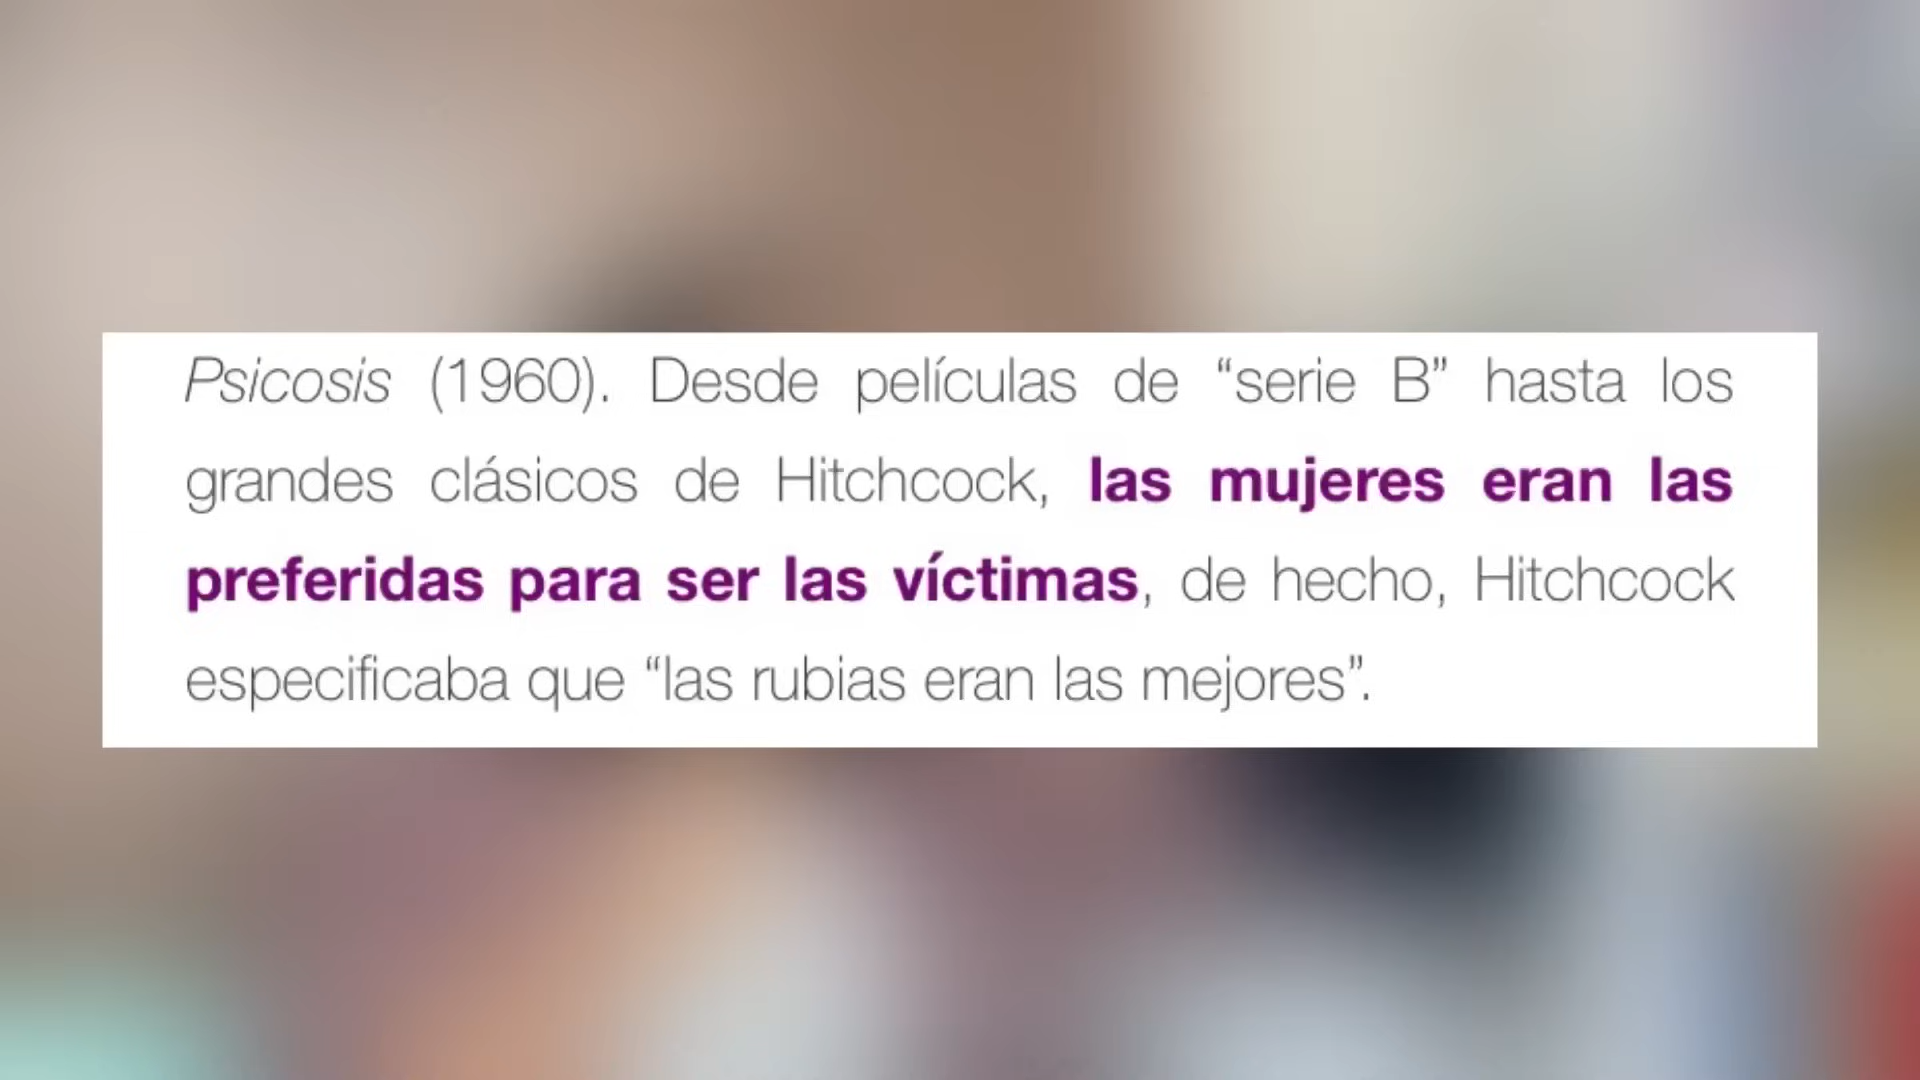 Psicosis (1960). Desde películas de “serie B” hasta los
grandes clásicos de Hitchcock, las mujeres eran las
preferidas para ser las víctimas, de hecho, Hitchcock
especificaba que “las rubias eran las mejores”.